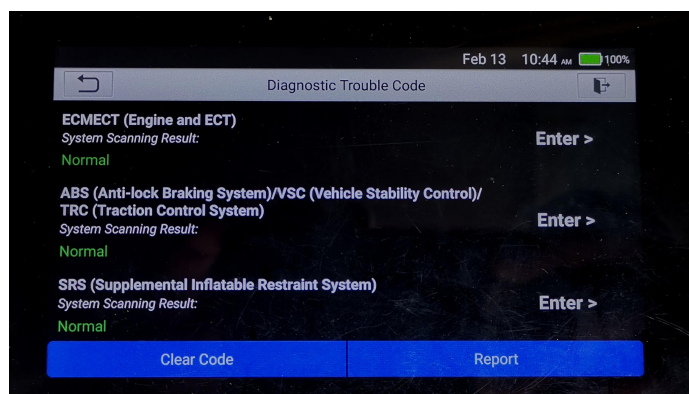 Feb 13 10:44 AM 100%
Diagnostic Trouble Code
ECMECT (Engine and ECT)
System Scanning Result:
Enter >
Normal
ABS (Anti-lock Braking System)/VSC (Vehicle Stability Control)/
TRC (Traction Control System)
System Scanning Result:
Enter >
Normal
SRS (Supplemental Inflatable Restraint System)
System Scanning Result:
Enter >
Normal
Clear Code
Report